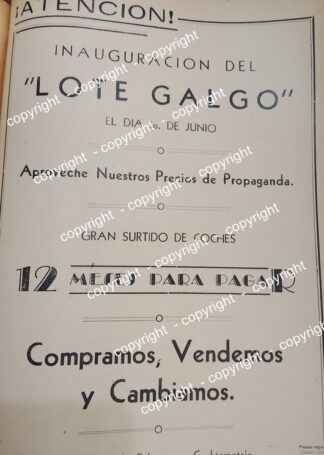 ¡ATENCION!
INAUGURACION DEL
"LOTE GALGO"
EL DIA 1o. DE JUNIO
Aproveche Nuestros Precios de Propaganda.
GRAN SURTIDO DE COCHES
12 MESES PARA PAGAR
Compramos, Vendemos
y Cambiamos.